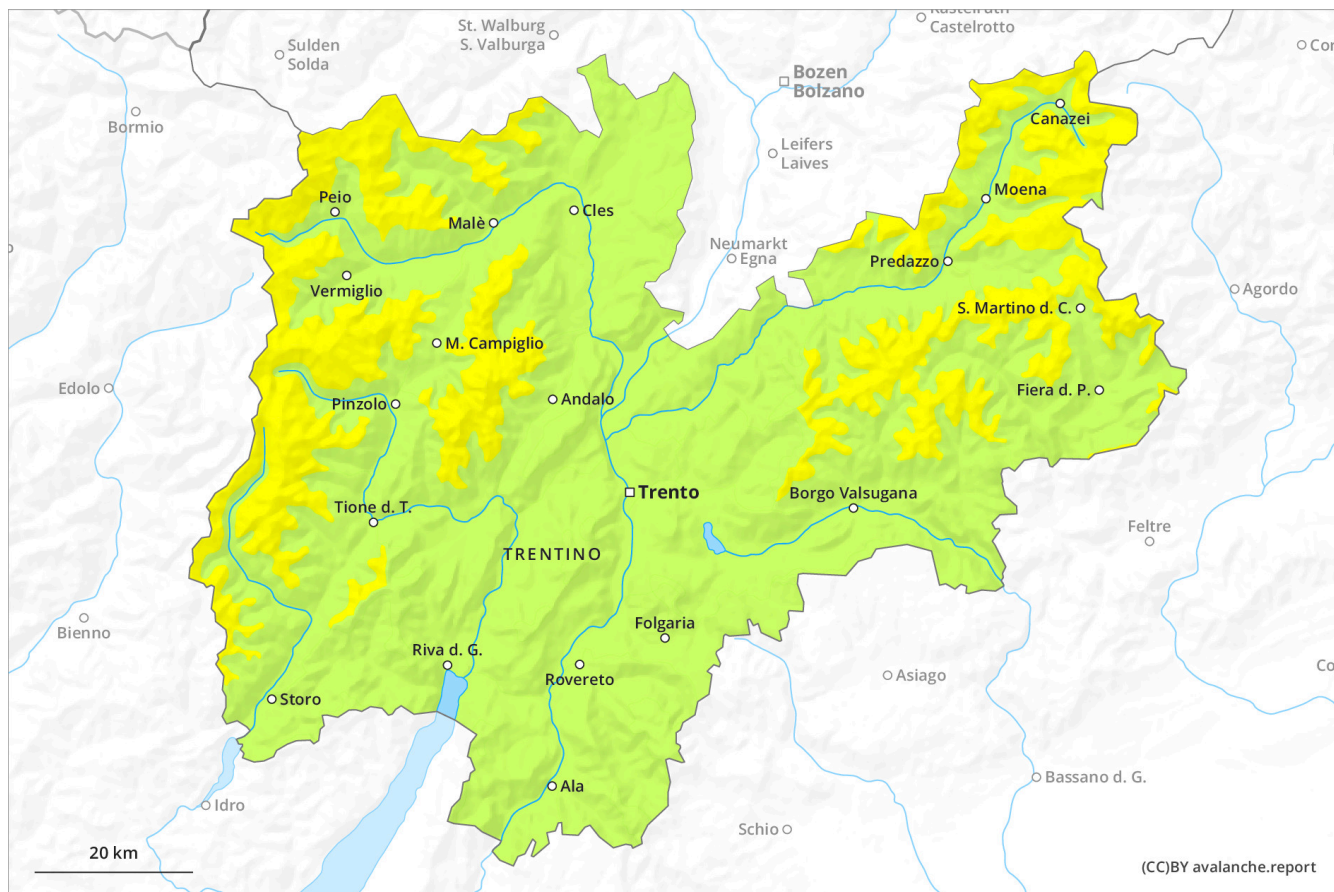 Castelrotto
St. Walburg
S. Valburga
Sulden
Solda
Bozen
Bolzano
Bormio
Canazei
Leifers
Laives
Moena
Peio
Malè
Cles
Neumarkt
Egna
Predazzo
Vermiglio
Agordo
S. Martino d. C.
M. Campiglio
Edolo
Pinzolo
Andalo
Fiera d. P.
Trento
Borgo Valsugana
Tione d. T.
Feltre
TRENTINO
Bienno
Folgaria
Riva d. G.
Rovereto
Asiago
Storo
Ala
Bassano d. G.
Idro
Schio
20 km
(CC)BY avalanche.report